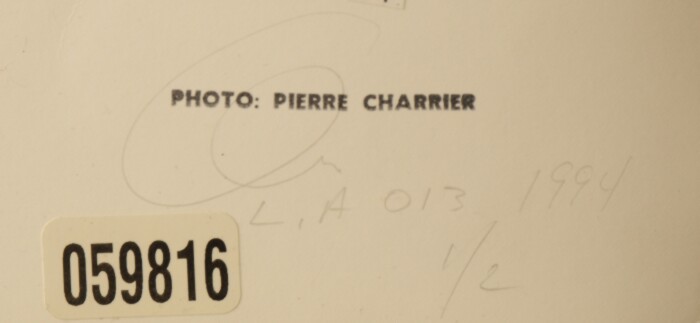 PHOTO: PIERRE CHARRIER
L.A 013 1994
1/2
059816